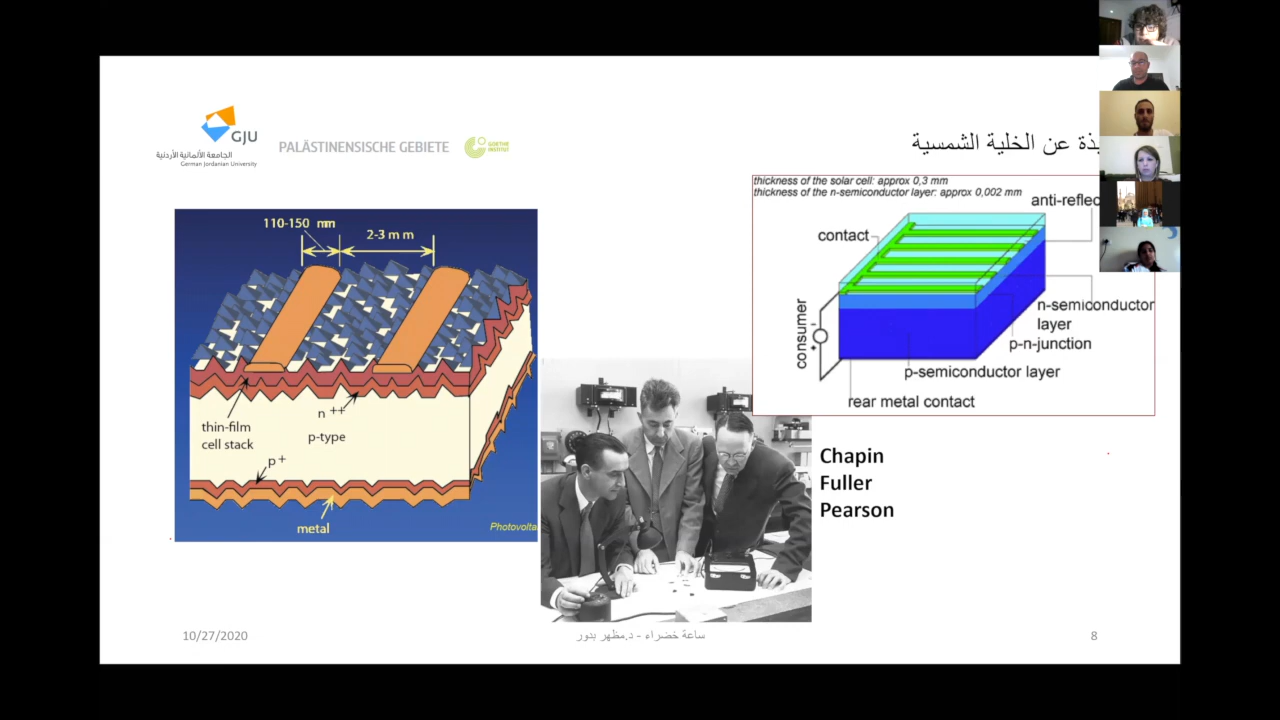 GJU
الجامعة الألمانية الأردنية
German Jordanian University
PALÄSTINENSISCHE GEBIETE
GOETHE
INSTITUT
عن الخلية الشمسية
110-150 mm
2-3 m m
thin-film
cell stack
n ++
p-type
p+
metal
thickness of the solar cell: approx 0,3 mm
thickness of the n-semiconductor layer: approx 0,002 mm
anti-reflec
contact
consumer
-
+
n-semiconductor
layer
p-n-junction
p-semiconductor layer
rear metal contact
Chapin
Fuller
Pearson
Photovolta
10/27/2020
ساعة خضراء - د.مظهر بدور
8